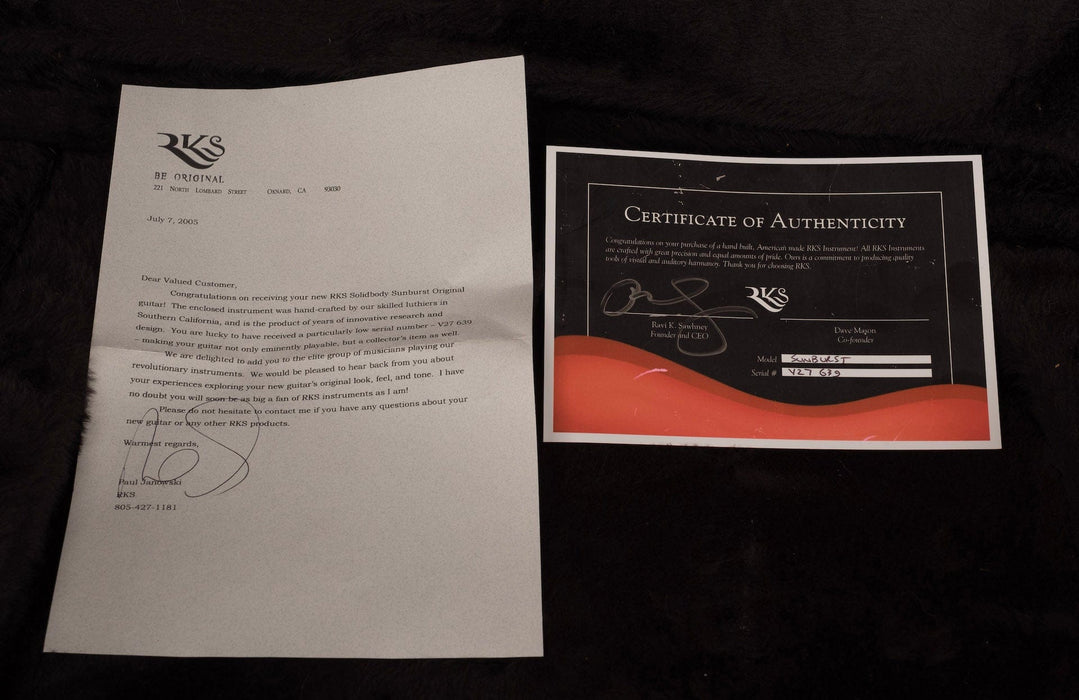 RKS
BE ORIGINAL
221 North Lombard Street Oxnard, CA 93030
July 7, 2005
Dear Valued Customer,
Congratulations on receiving your new RKS Solidbody Sunburst Original
guitar! The enclosed instrument was hand-crafted by our skilled luthiers in
Southern California, and is the product of years of innovative research and
design. You are lucky to have received a particularly low serial number – V27 639
– making your guitar not only eminently playable, but a collector's item as well.
We are delighted to add you to the elite group of musicians playing our
revolutionary instruments. We would be pleased to hear back from you about
your experiences exploring your new guitar's original look, feel, and tone. I have
no doubt you will soon be as big a fan of RKS instruments as I am!
Please do not hesitate to contact me if you have any questions about your
new guitar or any other RKS products.
Warmest regards,
Paul Janowski
RKS
805-427-1181
Certificate of Authenticity
Congratulations on your purchase of a hand built, American made RKS Instrument! All RKS Instruments
are crafted with great precision and equal amounts of pride. Ours is a commitment to producing quality
tools of visual and auditory harmony. Thank you for choosing RKS.
RKS
Ravi K. Sawhney
Founder and CEO
Dave Mason
Co-founder
Model SUNBURST
Serial # V27 639